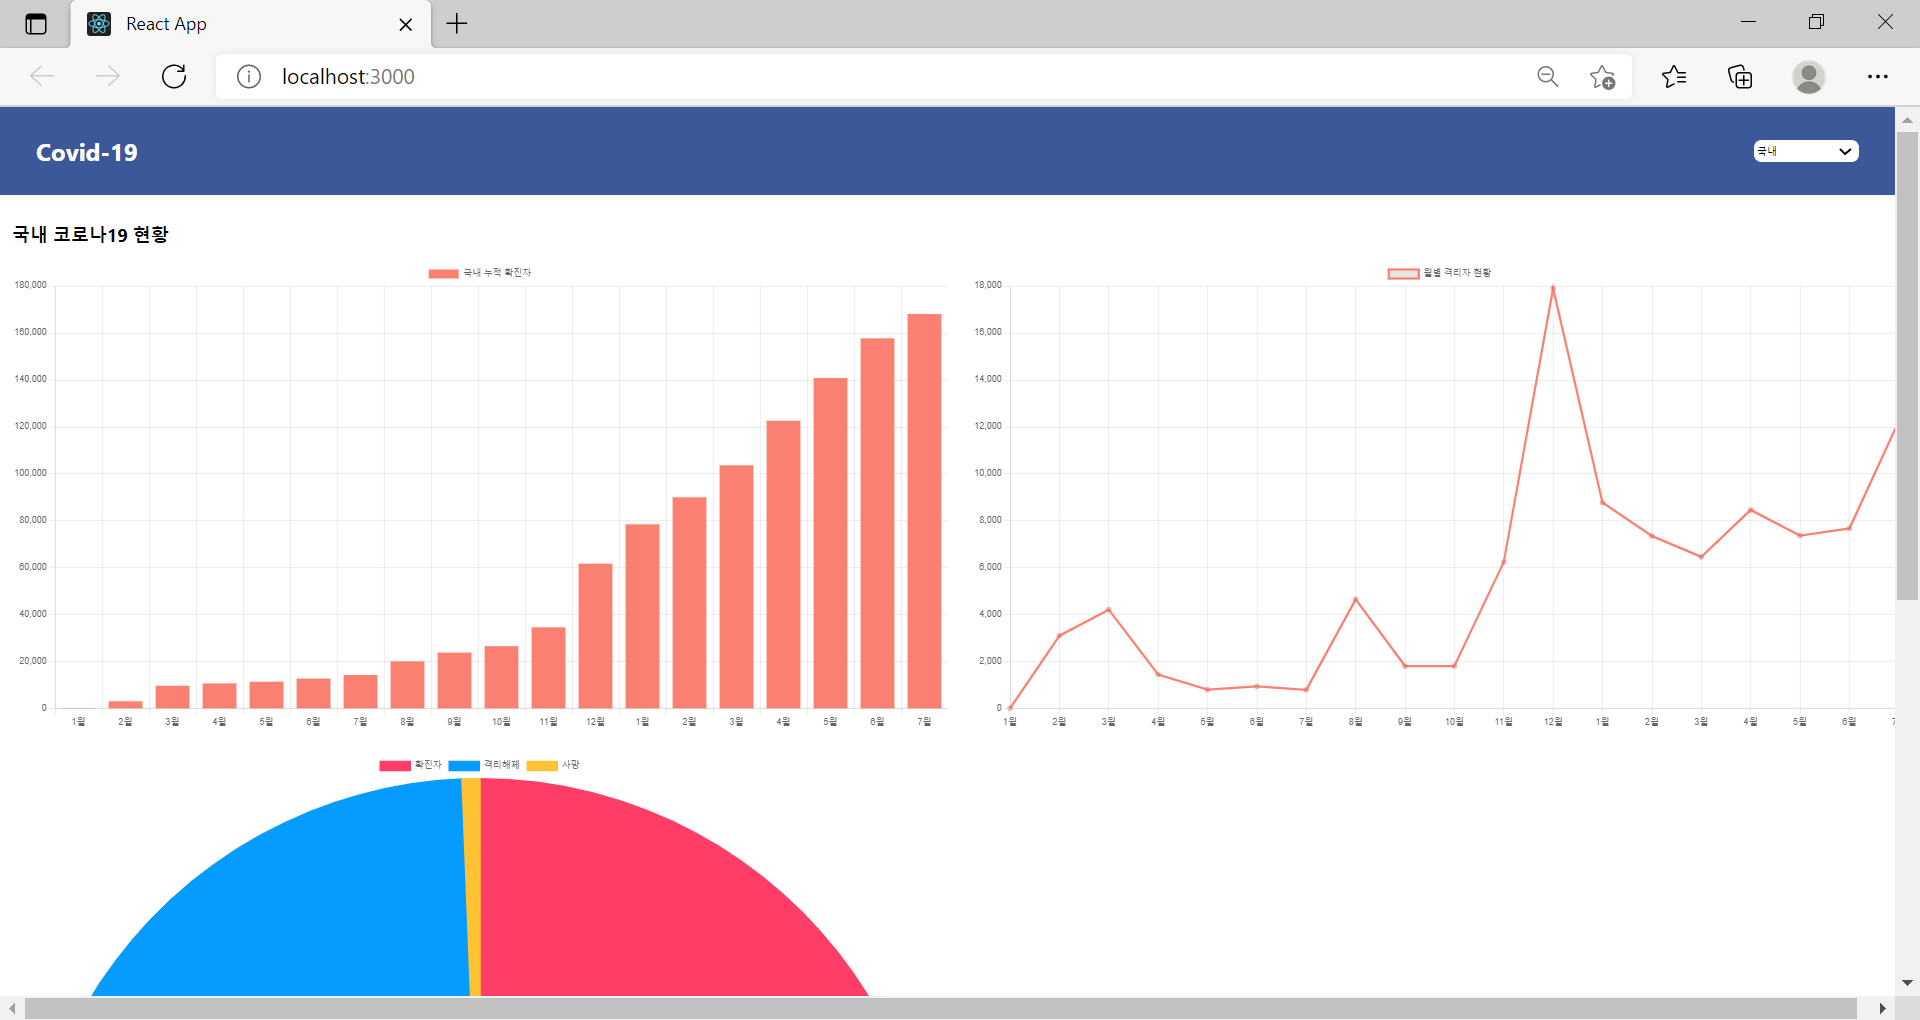 React App
localhost:3000
Covid-19
국내
국내 코로나19 현황
국내 누적 확진자
180,000
160,000
140,000
120,000
100,000
80,000
60,000
40,000
20,000
0
1월 2월 3월 4월 5월 6월 7월 8월 9월 10월 11월 12월 1월 2월 3월 4월 5월 6월 7월
월별 격리자 현황
18,000
16,000
14,000
12,000
10,000
8,000
6,000
4,000
2,000
0
1월 2월 3월 4월 5월 6월 7월 8월 9월 10월 11월 12월 1월 2월 3월 4월 5월 6월 7
확진자 격리해제 사망